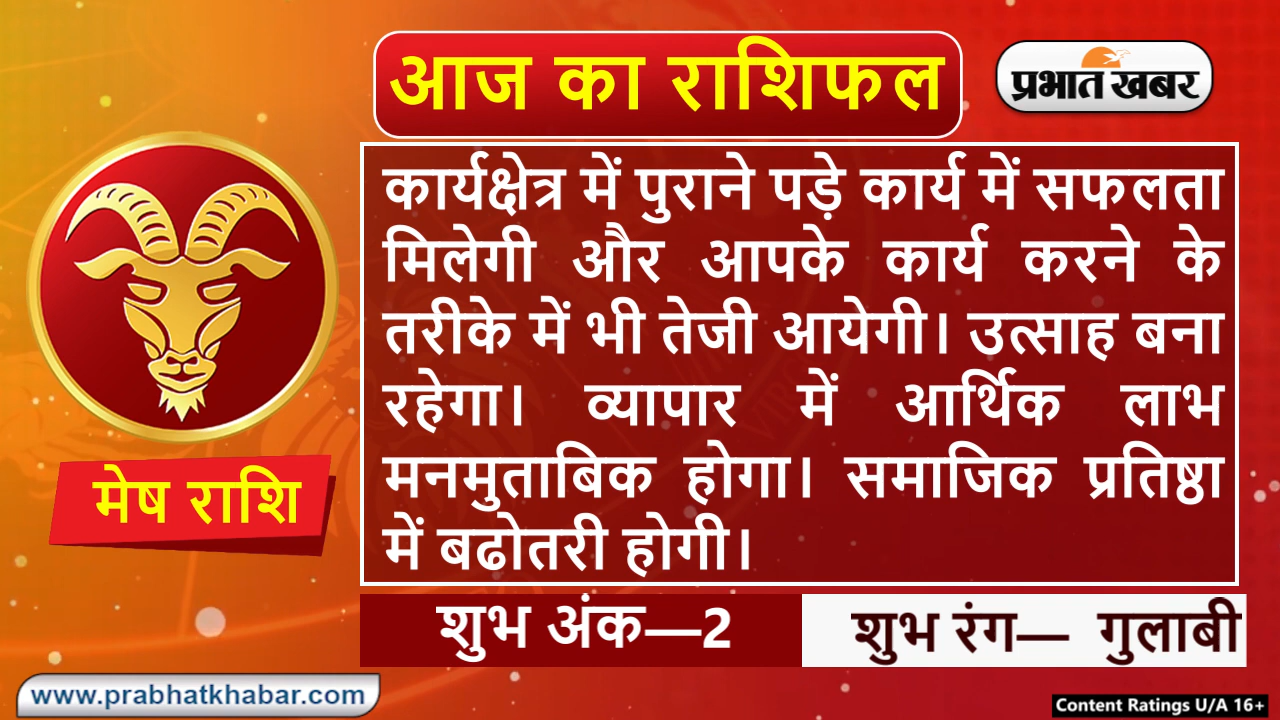 आज का राशिफल
प्रभात खबर
कार्यक्षेत्र में पुराने पड़े कार्य में सफलता
मिलेगी और आपके कार्य करने के
तरीके में भी तेजी आयेगी। उत्साह बना
रहेगा। व्यापार में आर्थिक लाभ
मनमुताबिक होगा। समाजिक प्रतिष्ठा
में बढोतरी होगी।
मेष राशि
शुभ अंक—2
शुभ रंग— गुलाबी
www.prabhatkhabar.com
Content Ratings U/A 16+